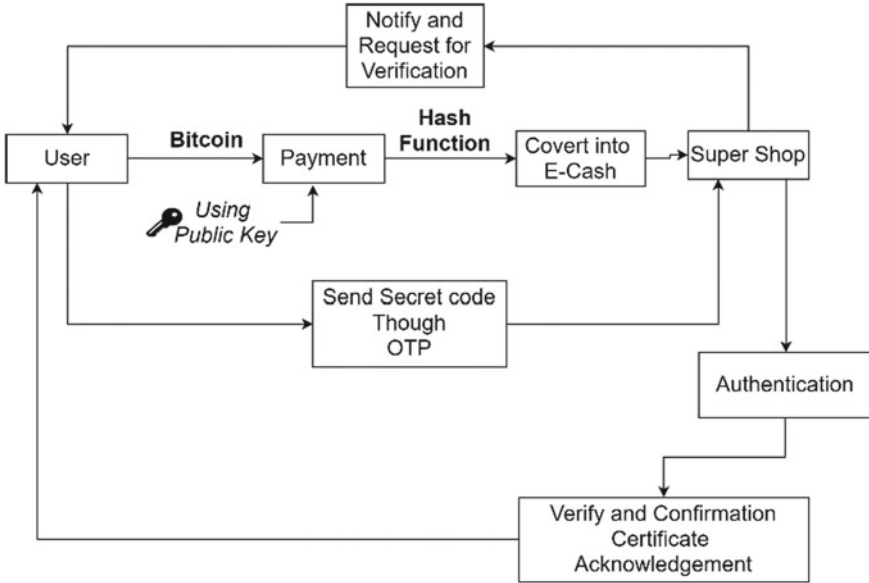 Notify and
Request for
Verification
User
Bitcoin
Payment
Hash
Function
Covert into
E-Cash
Super Shop
Using
Public Key
Send Secret code
Though
OTP
Authentication
Verify and Confirmation
Certificate
Acknowledgement